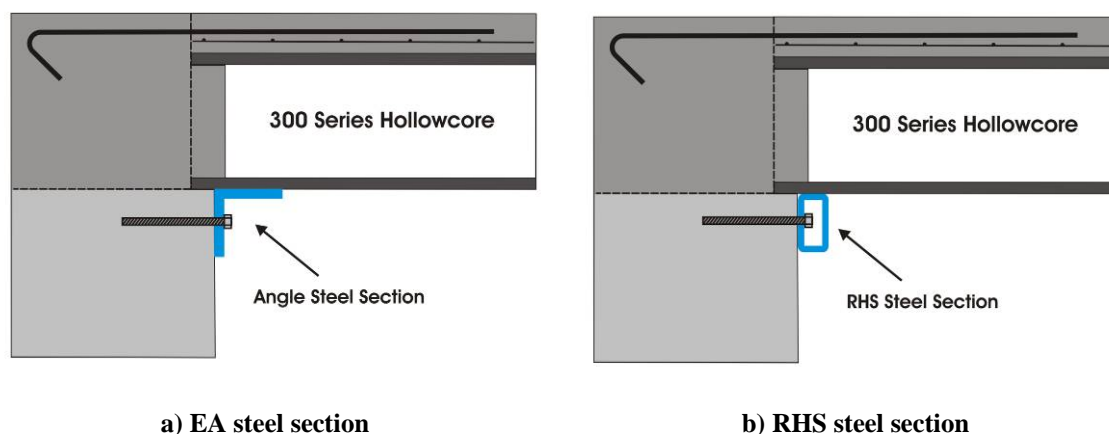 300 Series Hollowcore
Angle Steel Section
a) EA steel section
300 Series Hollowcore
RHS Steel Section
b) RHS steel section